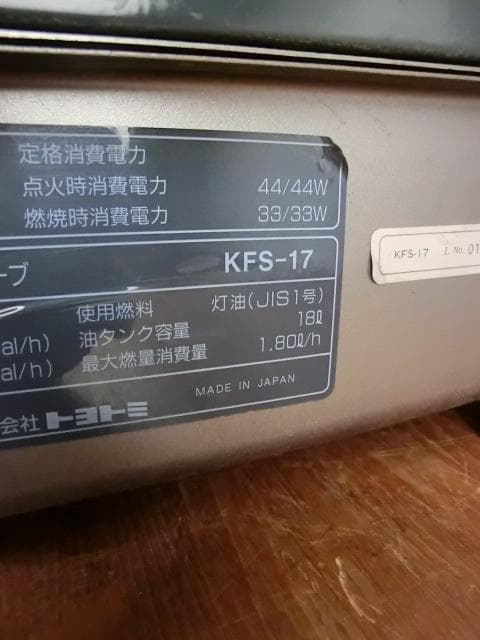 定格消費電力
点火時消費電力 44/44W
燃焼時消費電力 33/33W
ーブ KFS-17
使用燃料 灯油(JIS1号)
al/h) 油タンク容量 18ℓ
al/h) 最大燃量消費量 1.80ℓ/h
MADE IN JAPAN
会社 トヨトミ
KFS-17 L No. 01